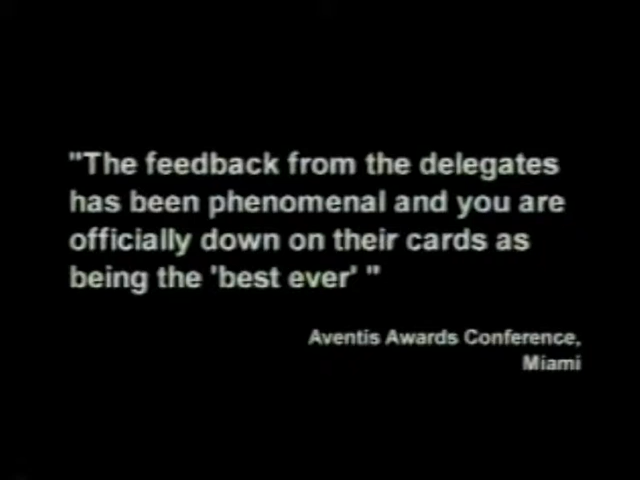 "The feedback from the delegates
has been phenomenal and you are
officially down on their cards as
being the 'best ever' "
Aventis Awards Conference,
Miami